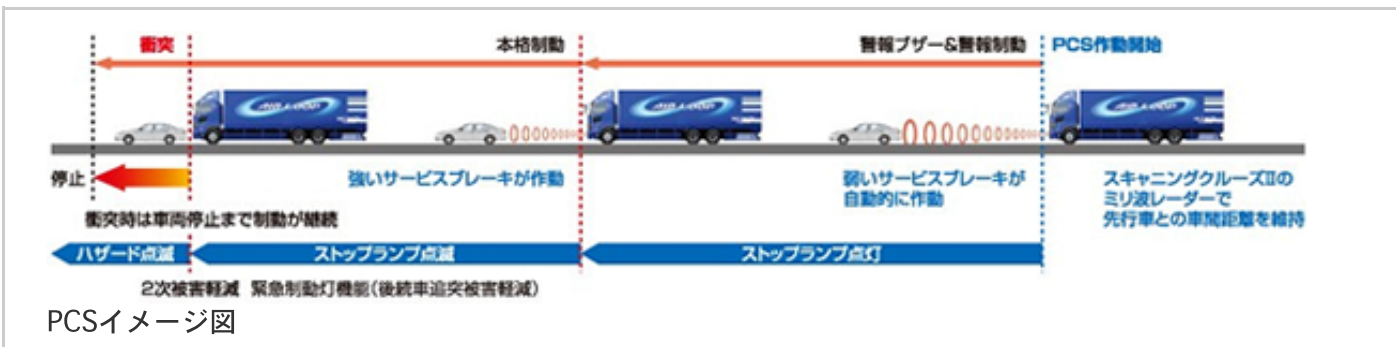 衝突
本格制動
警報ブザー&警報制動
PCS作動開始
AIR LOOP
AIR LOOP
AIR LOOP
停止
強いサービスブレーキが作動
弱いサービスブレーキが
自動的に作動
スキャニングクルーズⅡの
ミリ波レーダーで
先行車との車間距離を維持
衝突時は車両停止まで制動が継続
ハザード点滅
ストップランプ点滅
ストップランプ点灯
2次被害軽減 緊急制動灯機能(後続車追突被害軽減)
PCSイメージ図